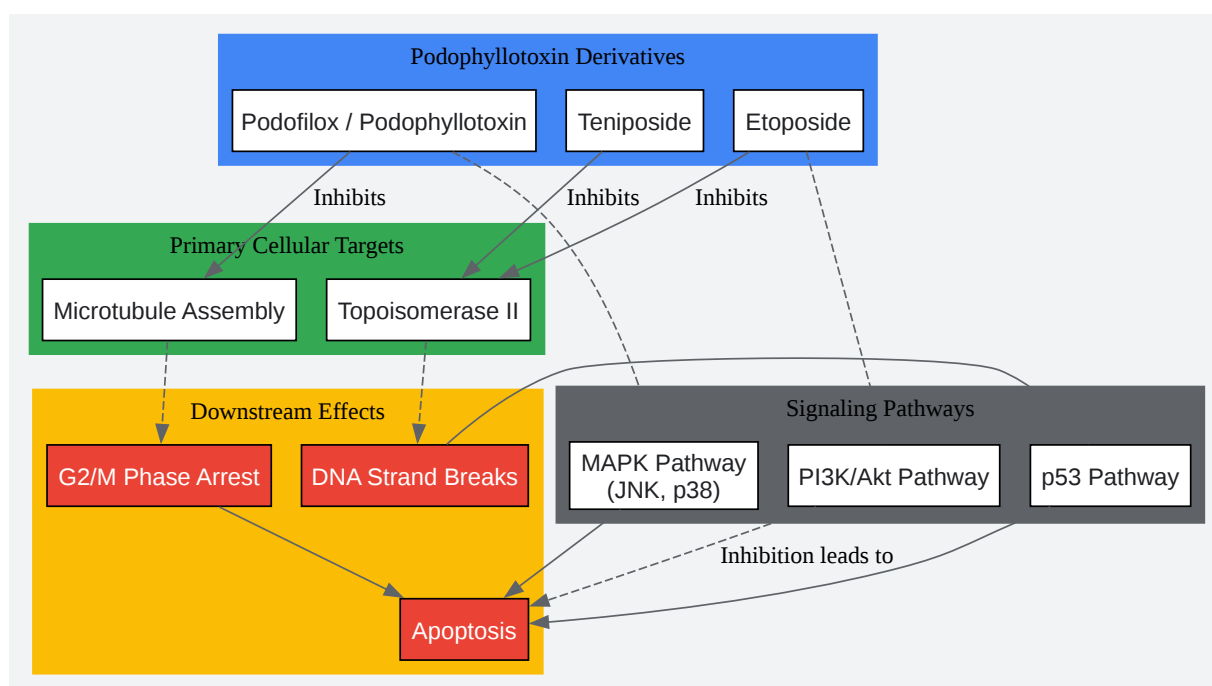 Podophyllotoxin Derivatives
Podofilox / Podophyllotoxin
Teniposide
Etoposide
Inhibits
Inhibits
Inhibits
Primary Cellular Targets
Microtubule Assembly
Topoisomerase II
Downstream Effects
Signaling Pathways
G2/M Phase Arrest
DNA Strand Breaks
MAPK Pathway
(JNK, p38)
PI3K/Akt Pathway
p53 Pathway
Inhibition leads to
Apoptosis